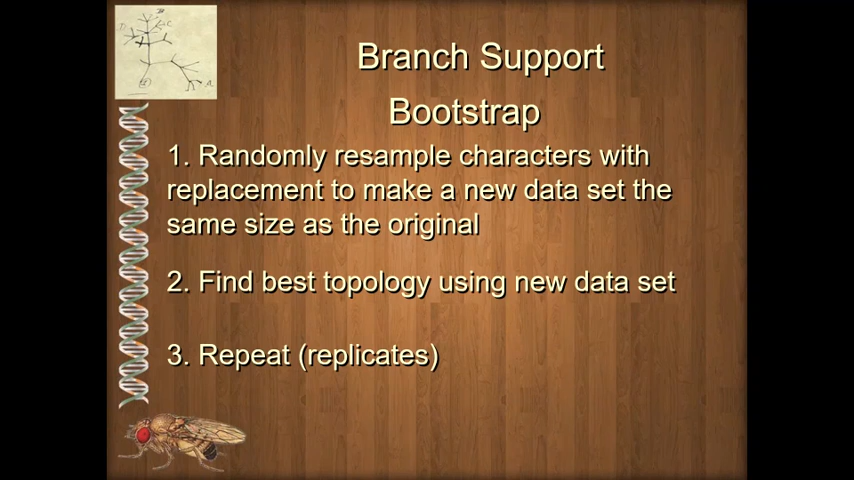 Branch Support
Bootstrap
1. Randomly resample characters with
replacement to make a new data set the
same size as the original
2. Find best topology using new data set
3. Repeat (replicates)